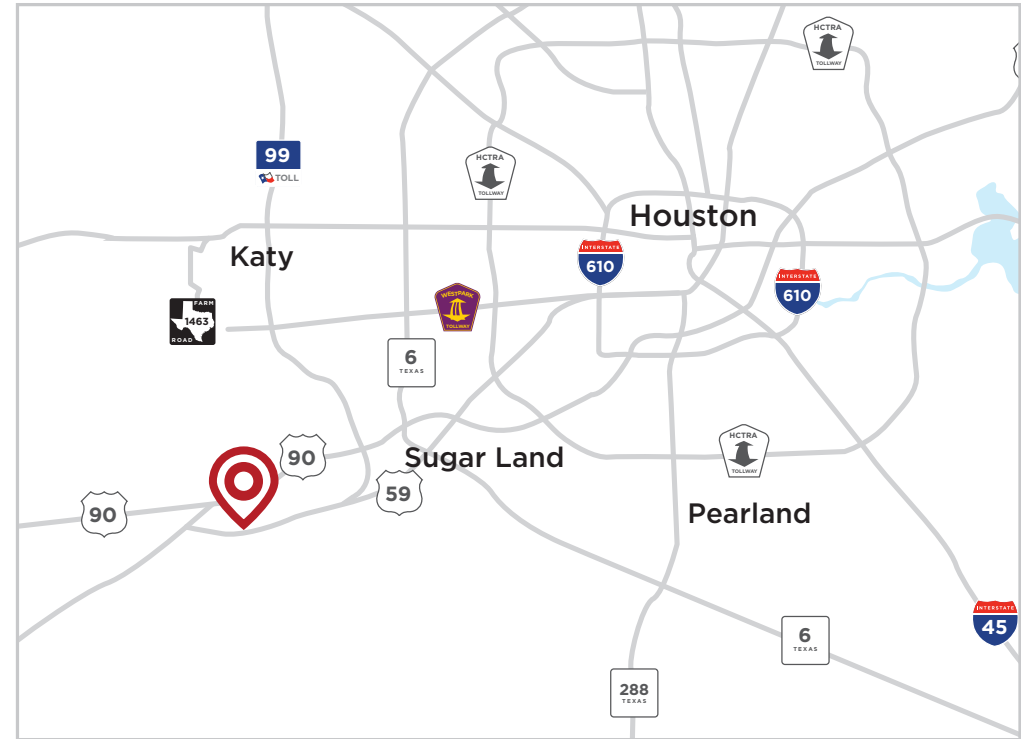 HCTRA
TOLLWAY
99
TOLL
HCTRA
TOLLWAY
Houston
Katy
INTERSTATE
610
INTERSTATE
610
WESTPARK
TOLLWAY
FARM
1463
ROAD
6
TEXAS
HCTRA
TOLLWAY
90
Sugar Land
59
90
Pearland
INTERSTATE
45
6
TEXAS
288
TEXAS